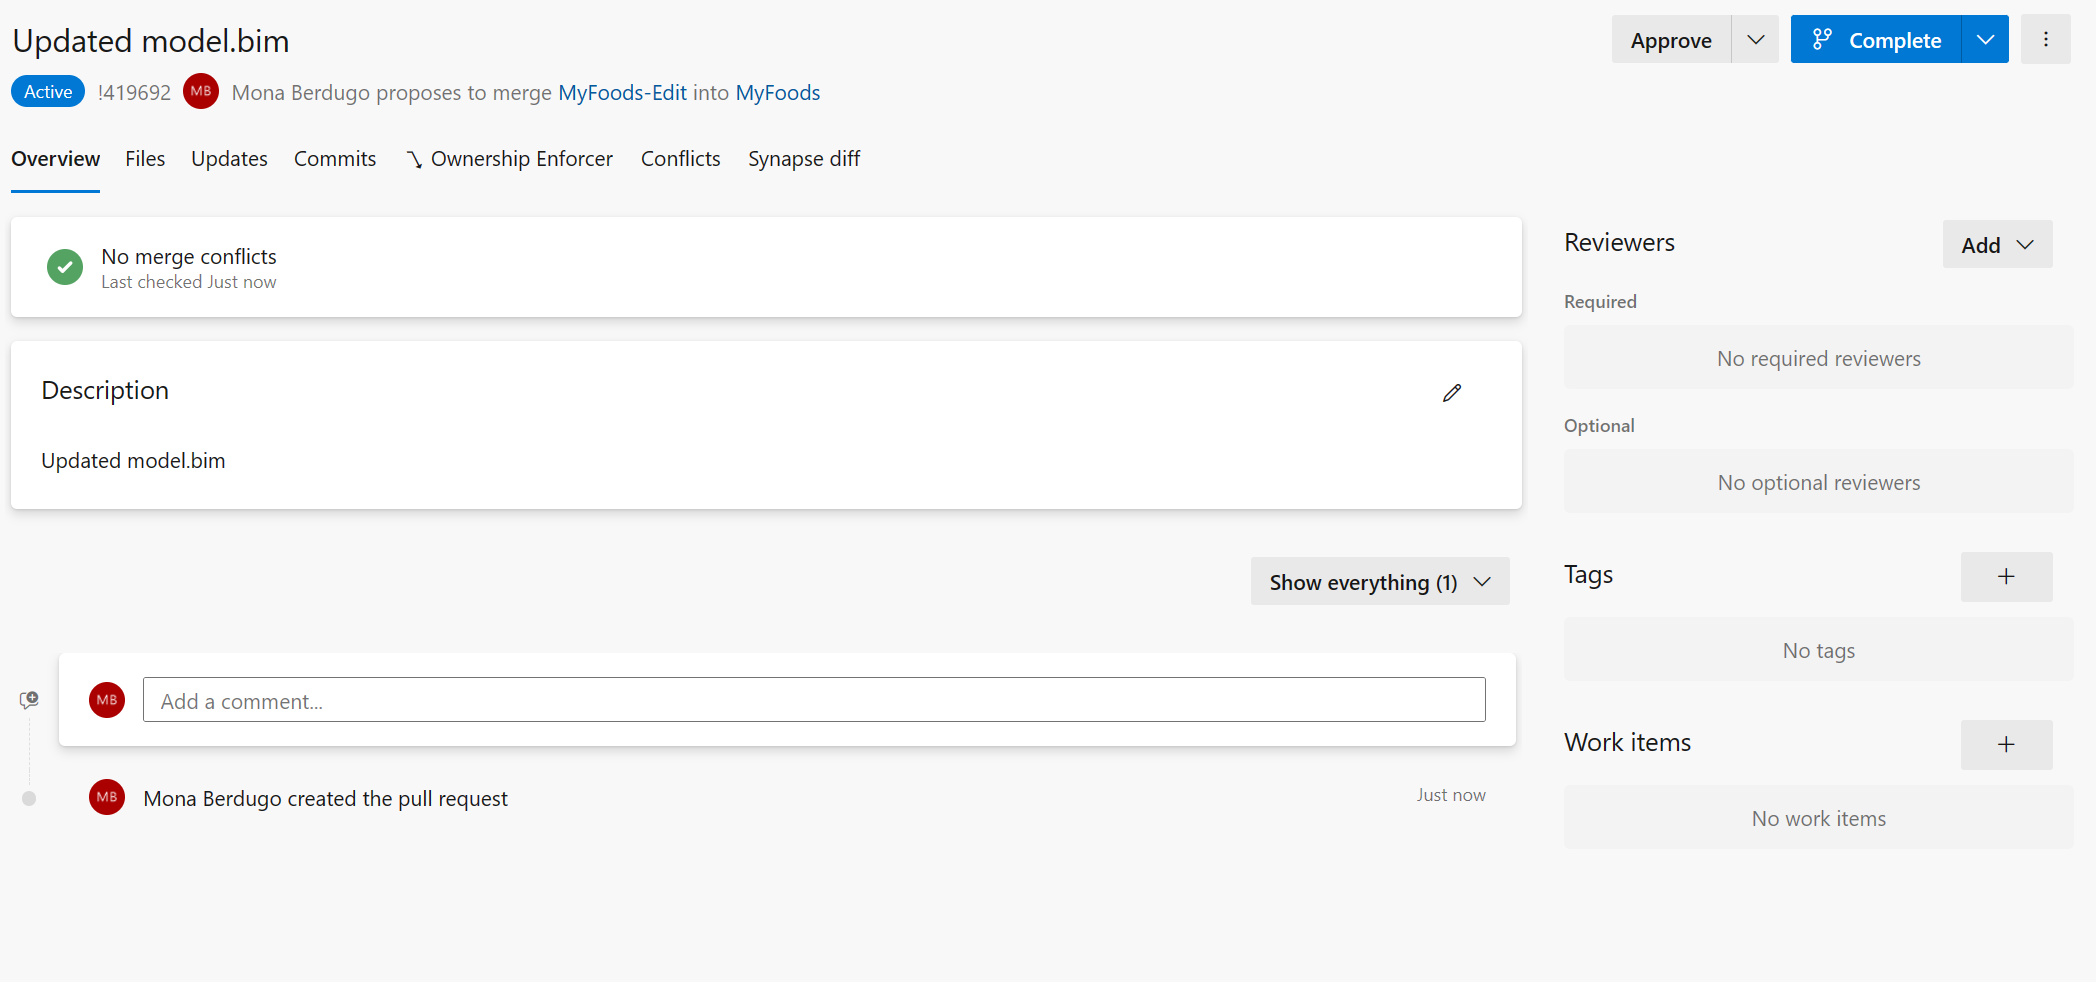 Updated model.bim
Approve
Complete
Active !419692 MB Mona Berdugo proposes to merge MyFoods-Edit into MyFoods
Overview Files Updates Commits Ownership Enforcer Conflicts Synapse diff
No merge conflicts
Last checked Just now
Description
Updated model.bim
Show everything (1)
MB Add a comment...
MB Mona Berdugo created the pull request Just now
Reviewers
Add
Required
No required reviewers
Optional
No optional reviewers
Tags
No tags
Work items
No work items